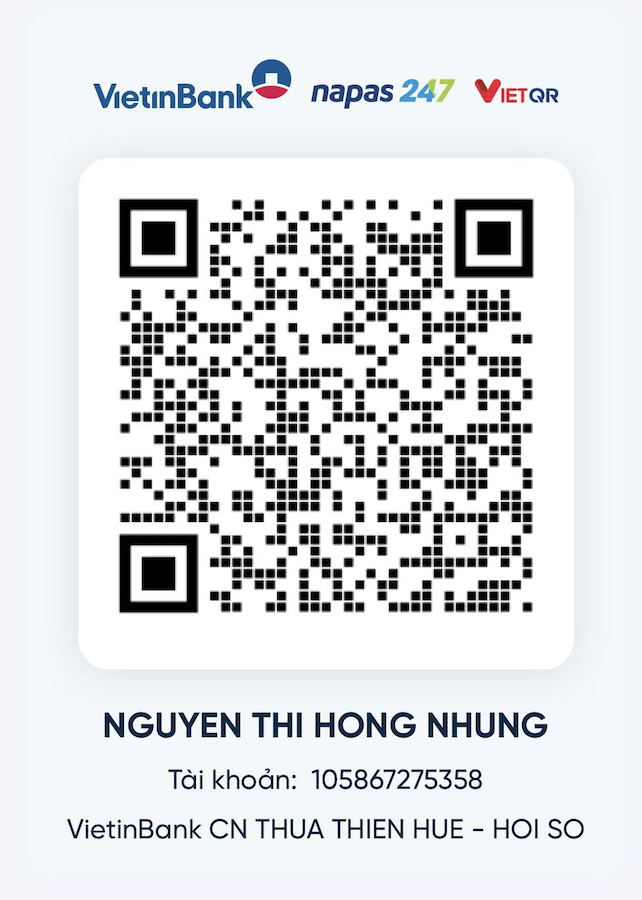 VietinBank napas 247 VIETQR
NGUYEN THI HONG NHUNG
Tài khoản: 105867275358
VietinBank CN THUA THIEN HUE - HOI SO